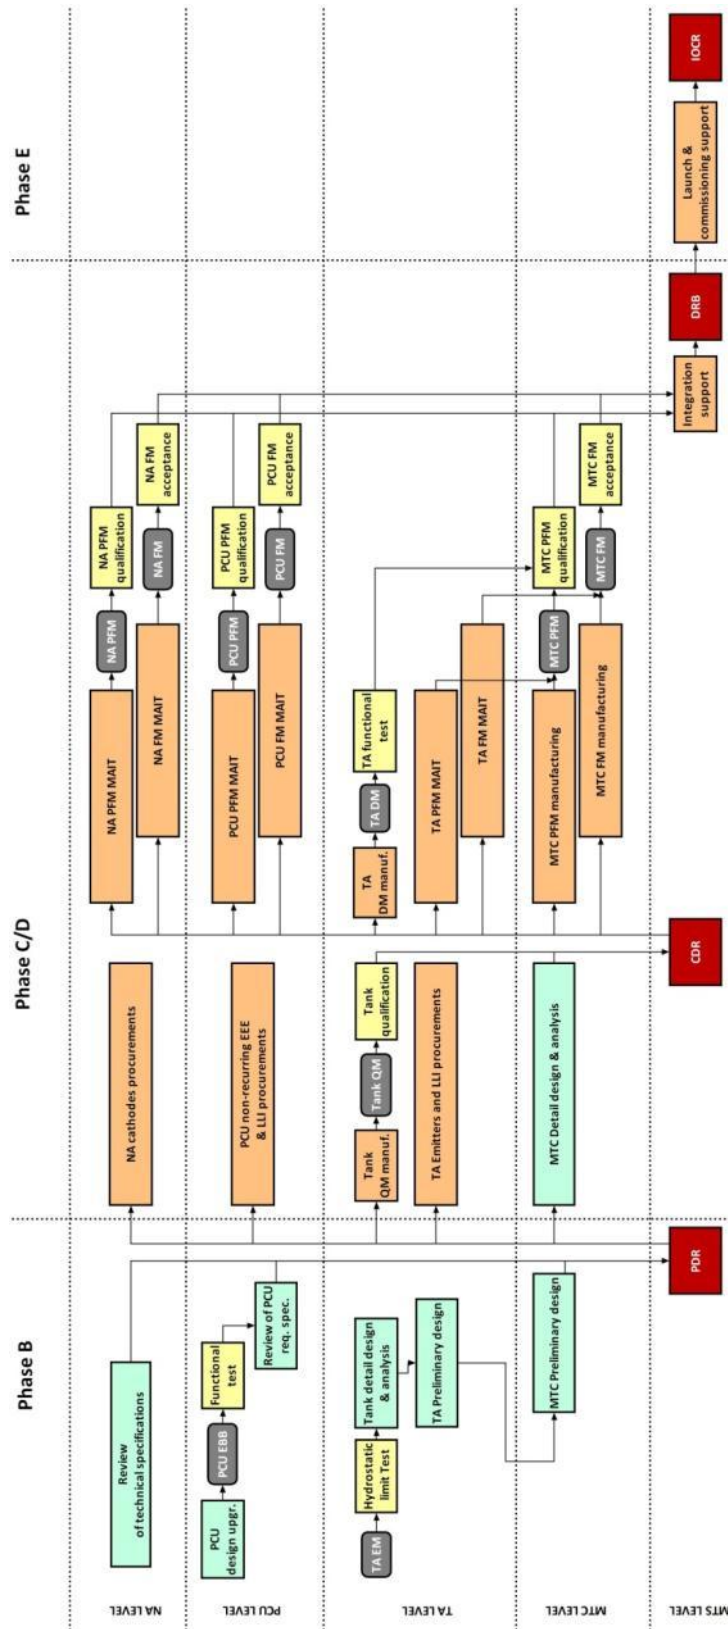 Phase B
Phase C/D
Phase E
NA LEVEL
Review
of technical specifications
NA cathodes procurements
NA PFM MAIT
NA PFM
NA PFM
qualification
NA FM MAIT
NA FM
NA FM
acceptance
PCU LEVEL
PCU
design upgr.
PCU EBB
Functional
test
Review of PCU
req. spec.
PCU non-recurring EEE
& LLI procurements
PCU PFM MAIT
PCU PFM
PCU PFM
qualification
PCU FM MAIT
PCU FM
PCU FM
acceptance
TA LEVEL
TA EM
Hydrostatic
limit Test
Tank detail design
& analysis
TA Preliminary design
Tank
QM manuf.
Tank QM
Tank
qualification
TA Emitters and LLI procurements
TA
DM manuf.
TA DM
TA functional
test
TA PFM MAIT
TA FM MAIT
MTC LEVEL
MTC Preliminary design
MTC Detail design & analysis
MTC PFM manufacturing
MTC PFM
MTC PFM
qualification
MTC FM manufacturing
MTC FM
MTC FM
acceptance
MTS LEVEL
PDR
CDR
Integration
support
DRB
Launch &
commissioning support
IOCR